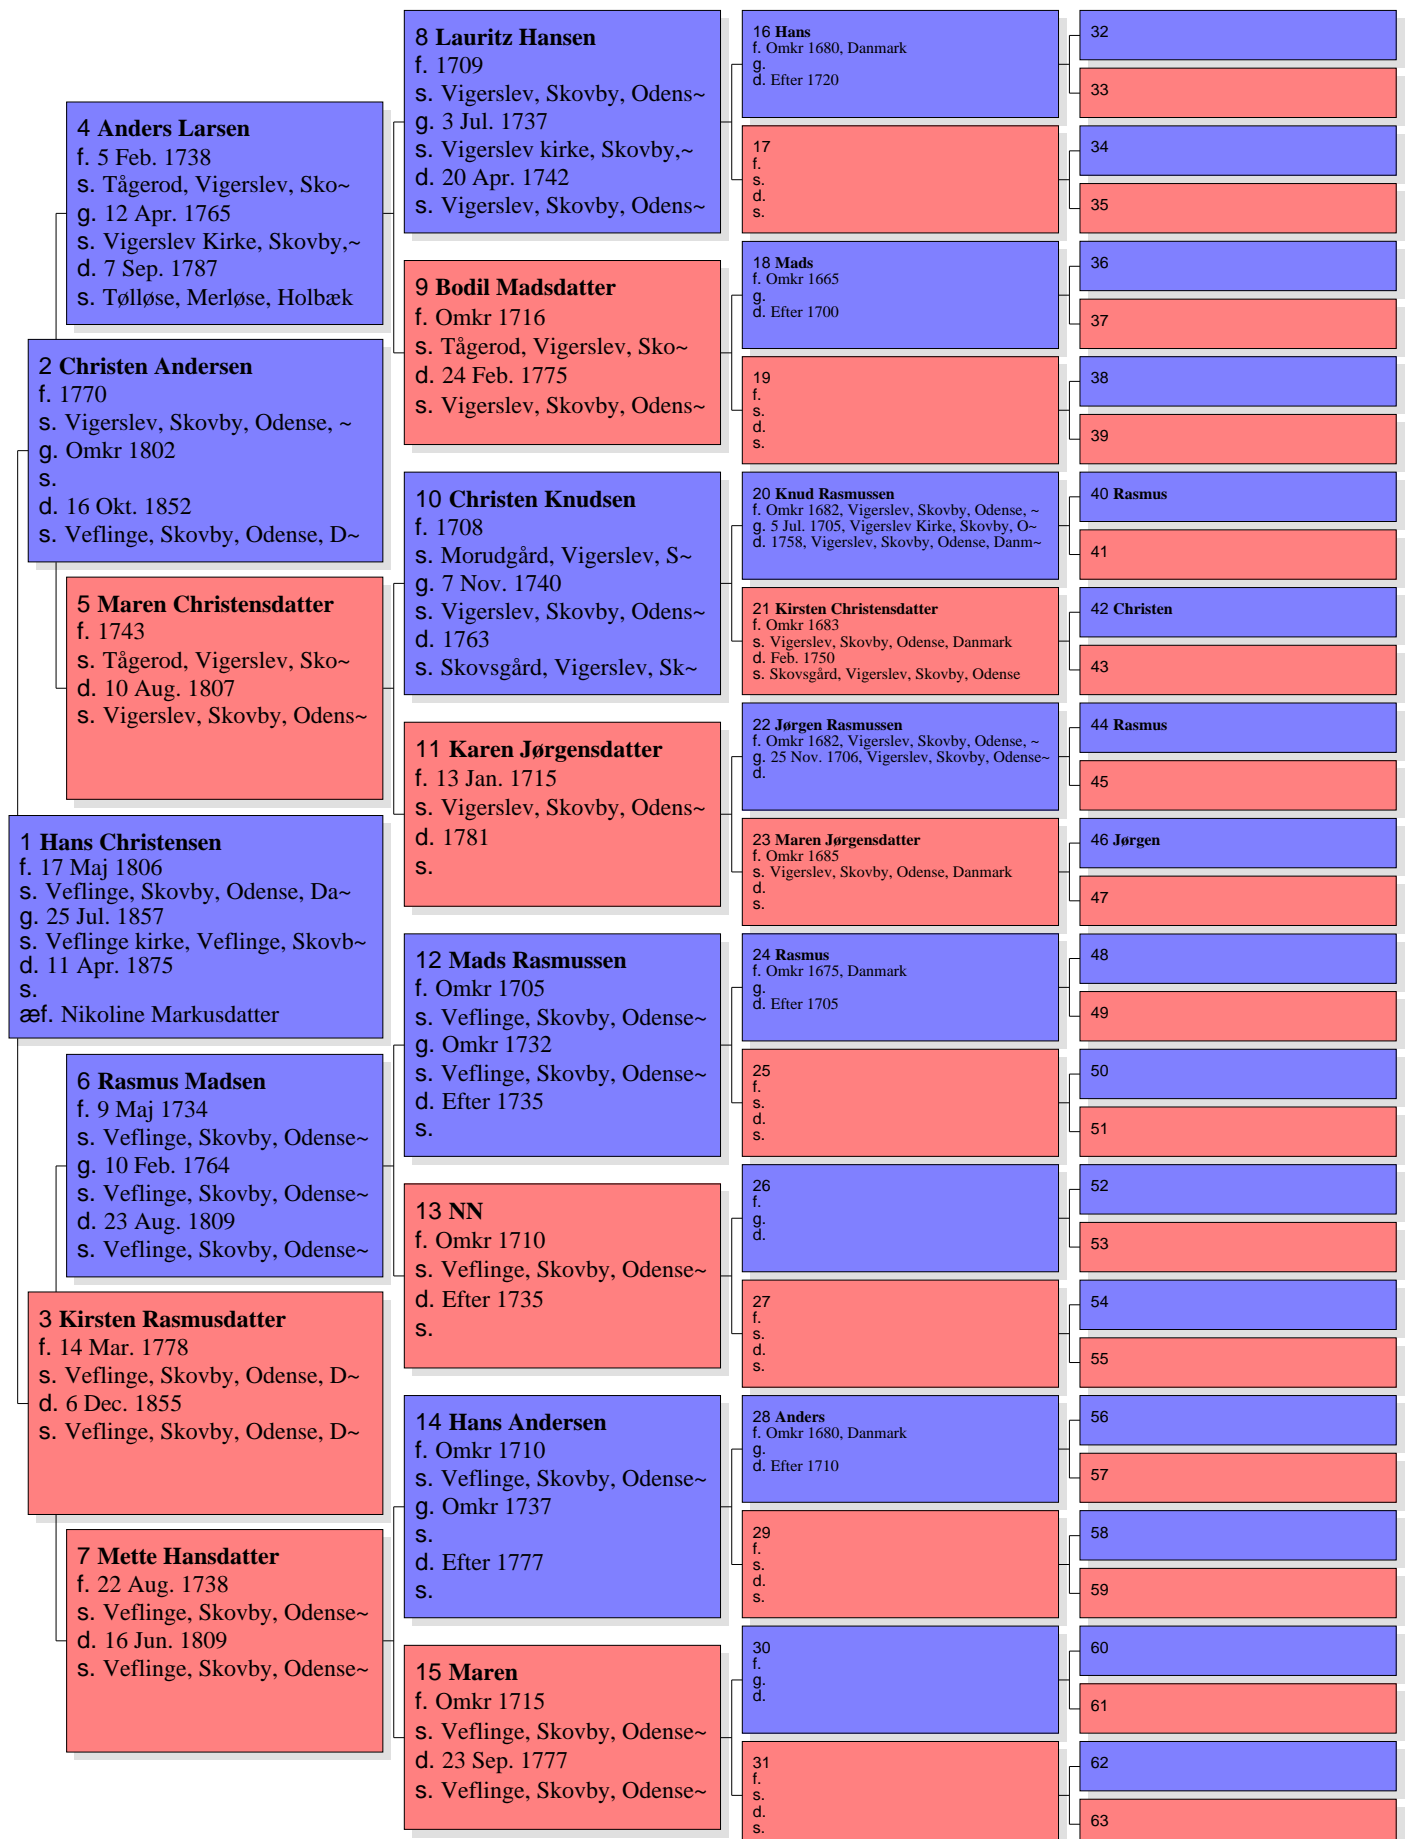 1 Hans Christensen
f. 17 Maj 1806
s. Veflinge, Skovby, Odense, Da~
g. 25 Jul. 1857
s. Veflinge kirke, Veflinge, Skovb~
d. 11 Apr. 1875
s.
æf. Nikoline Markusdatter
2 Christen Andersen
f. 1770
s. Vigerslev, Skovby, Odense, ~
g. Omkr 1802
s.
d. 16 Okt. 1852
s. Veflinge, Skovby, Odense, D~
3 Kirsten Rasmusdatter
f. 14 Mar. 1778
s. Veflinge, Skovby, Odense, D~
d. 6 Dec. 1855
s. Veflinge, Skovby, Odense, D~
4 Anders Larsen
f. 5 Feb. 1738
s. Tågerod, Vigerslev, Sko~
g. 12 Apr. 1765
s. Vigerslev Kirke, Skovby,~
d. 7 Sep. 1787
s. Tølløse, Merløse, Holbæk
5 Maren Christensdatter
f. 1743
s. Tågerod, Vigerslev, Sko~
d. 10 Aug. 1807
s. Vigerslev, Skovby, Odens~
6 Rasmus Madsen
f. 9 Maj 1734
s. Veflinge, Skovby, Odense~
g. 10 Feb. 1764
s. Veflinge, Skovby, Odense~
d. 23 Aug. 1809
s. Veflinge, Skovby, Odense~
7 Mette Hansdatter
f. 22 Aug. 1738
s. Veflinge, Skovby, Odense~
d. 16 Jun. 1809
s. Veflinge, Skovby, Odense~
8 Lauritz Hansen
f. 1709
s. Vigerslev, Skovby, Odens~
g. 3 Jul. 1737
s. Vigerslev kirke, Skovby,~
d. 20 Apr. 1742
s. Vigerslev, Skovby, Odens~
9 Bodil Madsdatter
f. Omkr 1716
s. Tågerod, Vigerslev, Sko~
d. 24 Feb. 1775
s. Vigerslev, Skovby, Odens~
10 Christen Knudsen
f. 1708
s. Morudgård, Vigerslev, S~
g. 7 Nov. 1740
s. Vigerslev, Skovby, Odens~
d. 1763
s. Skovsgård, Vigerslev, Sk~
11 Karen Jørgensdatter
f. 13 Jan. 1715
s. Vigerslev, Skovby, Odens~
d. 1781
s.
12 Mads Rasmussen
f. Omkr 1705
s. Veflinge, Skovby, Odense~
g. Omkr 1732
s. Veflinge, Skovby, Odense~
d. Efter 1735
s.
13 NN
f. Omkr 1710
s. Veflinge, Skovby, Odense~
d. Efter 1735
s.
14 Hans Andersen
f. Omkr 1710
s. Veflinge, Skovby, Odense~
g. Omkr 1737
s.
d. Efter 1777
s.
15 Maren
f. Omkr 1715
s. Veflinge, Skovby, Odense~
d. 23 Sep. 1777
s. Veflinge, Skovby, Odense~
16 Hans
f. Omkr 1680, Danmark
g.
d. Efter 1720
17
f.
s.
d.
s.
18 Mads
f. Omkr 1665
g.
d. Efter 1700
19
f.
s.
d.
s.
20 Knud Rasmussen
f. Omkr 1682, Vigerslev, Skovby, Odense, ~
g. 5 Jul. 1705, Vigerslev Kirke, Skovby, O~
d. 1758, Vigerslev, Skovby, Odense, Danm~
21 Kirsten Christensdatter
f. Omkr 1683
s. Vigerslev, Skovby, Odense, Danmark
d. Feb. 1750
s. Skovsgård, Vigerslev, Skovby, Odense
22 Jørgen Rasmussen
f. Omkr 1682, Vigerslev, Skovby, Odense, ~
g. 25 Nov. 1706, Vigerslev, Skovby, Odense~
d.
23 Maren Jørgensdatter
f. Omkr 1685
s. Vigerslev, Skovby, Odense, Danmark
d.
s.
24 Rasmus
f. Omkr 1675, Danmark
g.
d. Efter 1705
25
f.
s.
d.
s.
26
f.
g.
d.
27
f.
s.
d.
s.
28 Anders
f. Omkr 1680, Danmark
g.
d. Efter 1710
29
f.
s.
d.
s.
30
f.
g.
d.
31
f.
s.
d.
s.
32
33
34
35
36
37
38
39
40 Rasmus
41
42 Christen
43
44 Rasmus
45
46 Jørgen
47
48
49
50
51
52
53
54
55
56
57
58
59
60
61
62
63